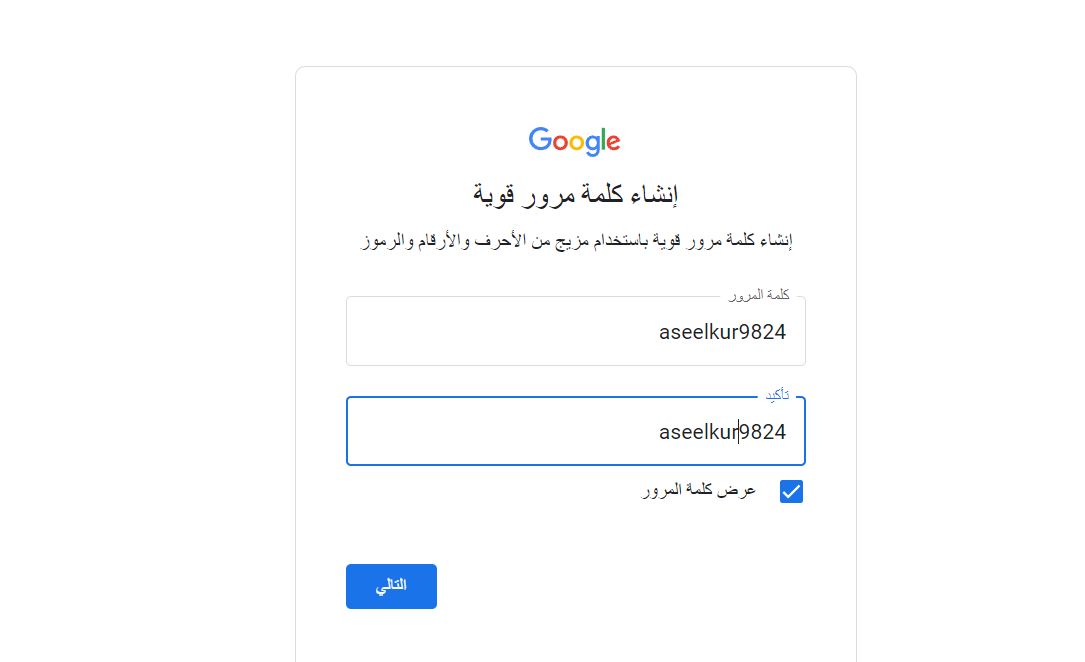 Google
إنشاء كلمة مرور قوية
إنشاء كلمة مرور قوية باستخدام مزيج من الأحرف والأرقام والرموز
كلمة المرور
aseelkur9824
تأكيد
aseelkur9824
عرض كلمة المرور
التالي